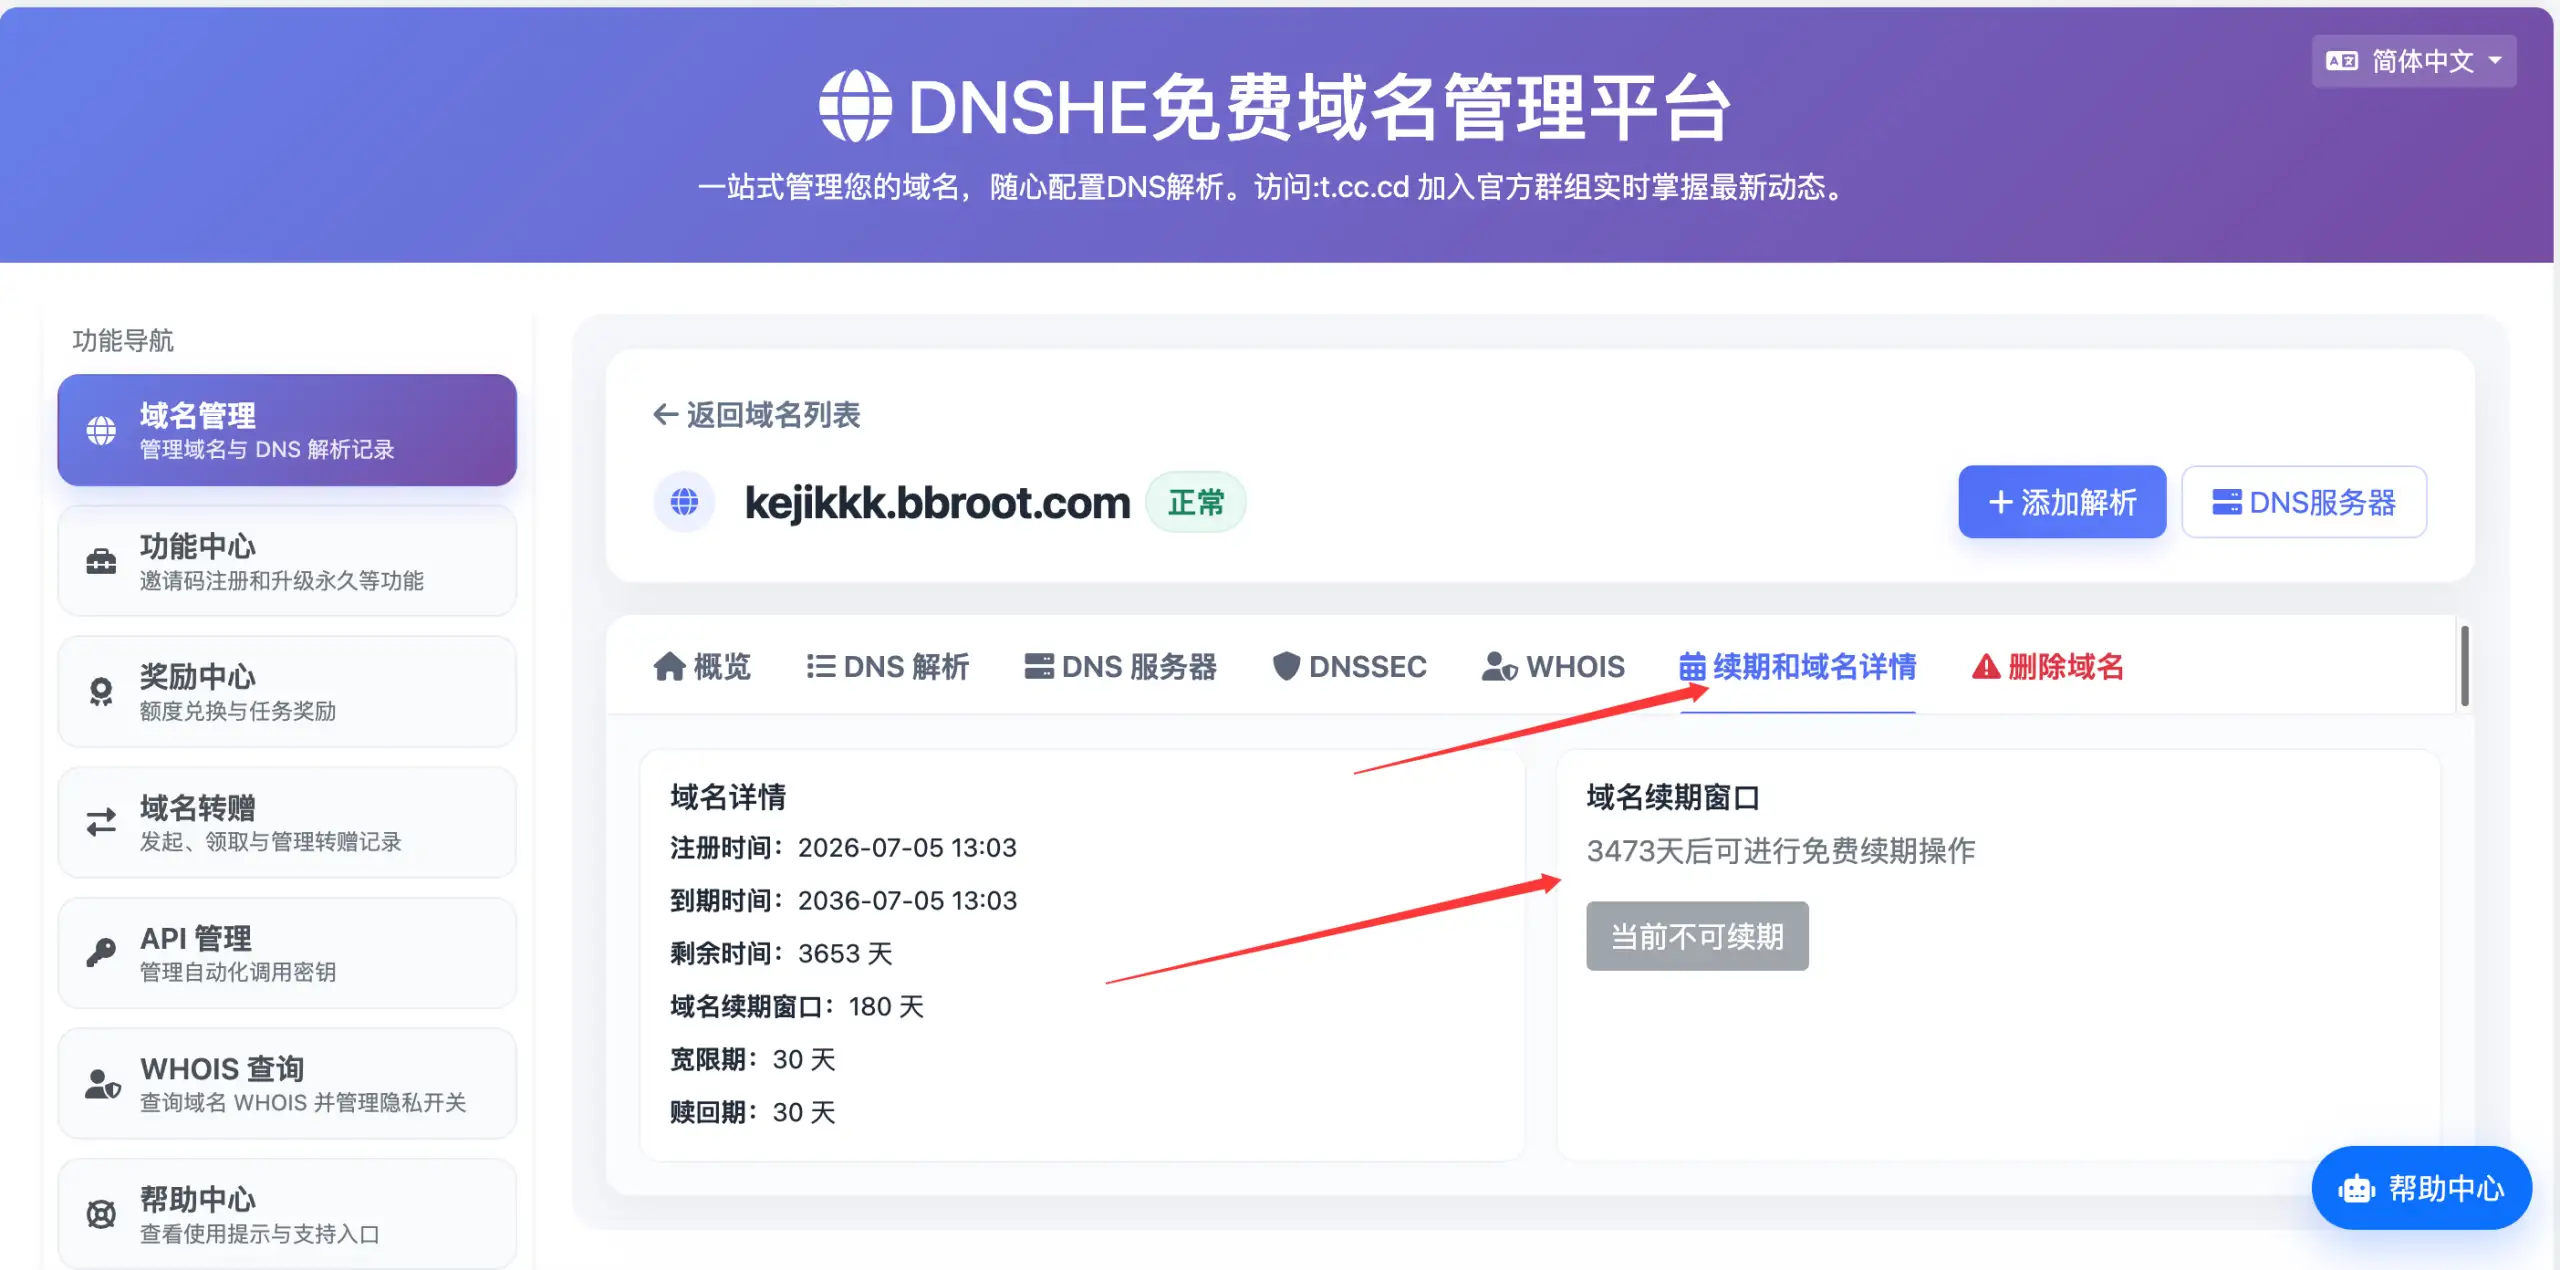 简体中文
DNSHE免费域名管理平台
一站式管理您的域名，随心配置DNS解析。访问:t.cc.cd 加入官方群组实时掌握最新动态。
功能导航
域名管理
管理域名与 DNS 解析记录
功能中心
邀请码注册和升级永久等功能
奖励中心
额度兑换与任务奖励
域名转赠
发起、领取与管理转赠记录
API 管理
管理自动化调用密钥
WHOIS 查询
查询域名 WHOIS 并管理隐私开关
帮助中心
查看使用提示与支持入口
返回域名列表
kejikkk.bbroot.com 正常
添加解析 DNS服务器
概览 DNS 解析 DNS 服务器 DNSSEC WHOIS 续期和域名详情 删除域名
域名详情
注册时间：2026-07-05 13:03
到期时间：2036-07-05 13:03
剩余时间：3653 天
域名续期窗口：180 天
宽限期：30 天
赎回期：30 天
域名续期窗口
3473天后可进行免费续期操作
当前不可续期
帮助中心